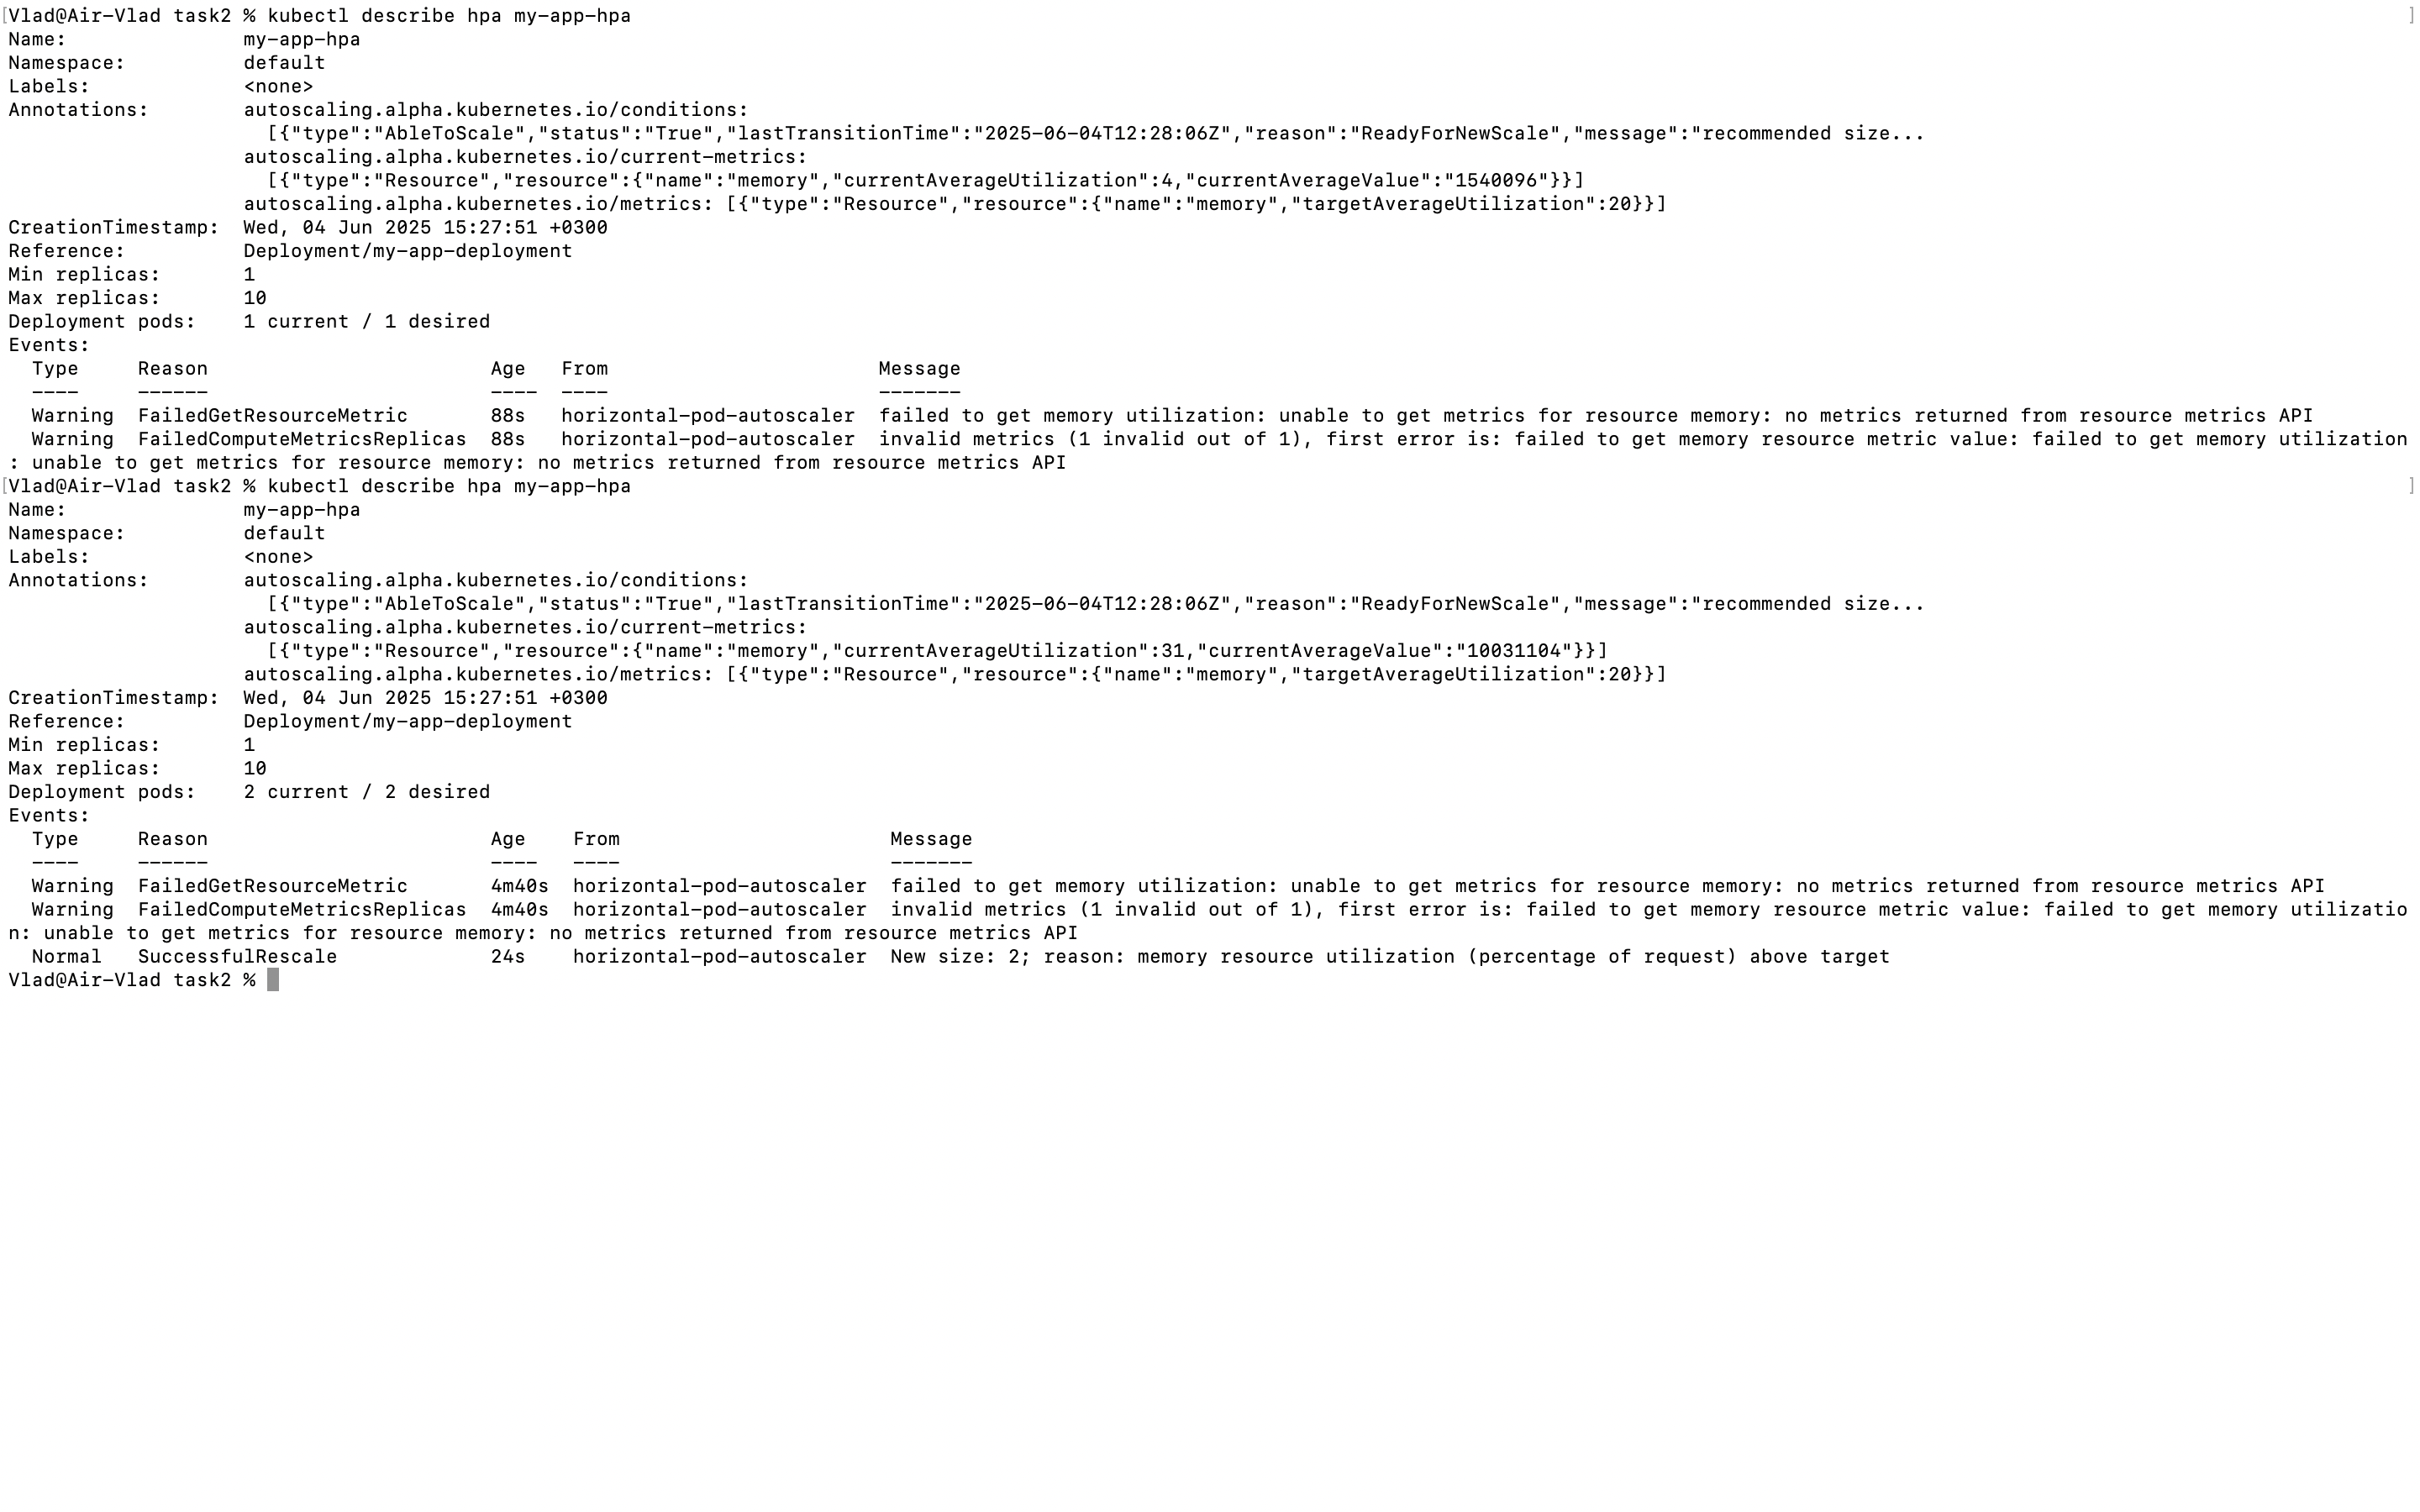 [Vlad@Air-Vlad task2 % kubectl describe hpa my-app-hpa ]
Name:               my-app-hpa
Namespace:          default
Labels:             <none>
Annotations:        autoscaling.alpha.kubernetes.io/conditions:
                      [{"type":"AbleToScale","status":"True","lastTransitionTime":"2025-06-04T12:28:06Z","reason":"ReadyForNewScale","message":"recommended size...
                    autoscaling.alpha.kubernetes.io/current-metrics:
                      [{"type":"Resource","resource":{"name":"memory","currentAverageUtilization":4,"currentAverageValue":"1540096"}}]
                    autoscaling.alpha.kubernetes.io/metrics: [{"type":"Resource","resource":{"name":"memory","targetAverageUtilization":20}}]
CreationTimestamp:  Wed, 04 Jun 2025 15:27:51 +0300
Reference:          Deployment/my-app-deployment
Min replicas:       1
Max replicas:       10
Deployment pods:    1 current / 1 desired
Events:
  Type     Reason                        Age   From                       Message
  ----     ------                        ----  ----                       -------
  Warning  FailedGetResourceMetric       88s   horizontal-pod-autoscaler  failed to get memory utilization: unable to get metrics for resource memory: no metrics returned from resource metrics API
  Warning  FailedComputeMetricsReplicas  88s   horizontal-pod-autoscaler  invalid metrics (1 invalid out of 1), first error is: failed to get memory resource metric value: failed to get memory utilization
: unable to get metrics for resource memory: no metrics returned from resource metrics API
[Vlad@Air-Vlad task2 % kubectl describe hpa my-app-hpa ]
Name:               my-app-hpa
Namespace:          default
Labels:             <none>
Annotations:        autoscaling.alpha.kubernetes.io/conditions:
                      [{"type":"AbleToScale","status":"True","lastTransitionTime":"2025-06-04T12:28:06Z","reason":"ReadyForNewScale","message":"recommended size...
                    autoscaling.alpha.kubernetes.io/current-metrics:
                      [{"type":"Resource","resource":{"name":"memory","currentAverageUtilization":31,"currentAverageValue":"10031104"}}]
                    autoscaling.alpha.kubernetes.io/metrics: [{"type":"Resource","resource":{"name":"memory","targetAverageUtilization":20}}]
CreationTimestamp:  Wed, 04 Jun 2025 15:27:51 +0300
Reference:          Deployment/my-app-deployment
Min replicas:       1
Max replicas:       10
Deployment pods:    2 current / 2 desired
Events:
  Type     Reason                        Age    From                       Message
  ----     ------                        ----   ----                       -------
  Warning  FailedGetResourceMetric       4m40s  horizontal-pod-autoscaler  failed to get memory utilization: unable to get metrics for resource memory: no metrics returned from resource metrics API
  Warning  FailedComputeMetricsReplicas  4m40s  horizontal-pod-autoscaler  invalid metrics (1 invalid out of 1), first error is: failed to get memory resource metric value: failed to get memory utilizatio
n: unable to get metrics for resource memory: no metrics returned from resource metrics API
  Normal   SuccessfulRescale             24s    horizontal-pod-autoscaler  New size: 2; reason: memory resource utilization (percentage of request) above target
Vlad@Air-Vlad task2 %